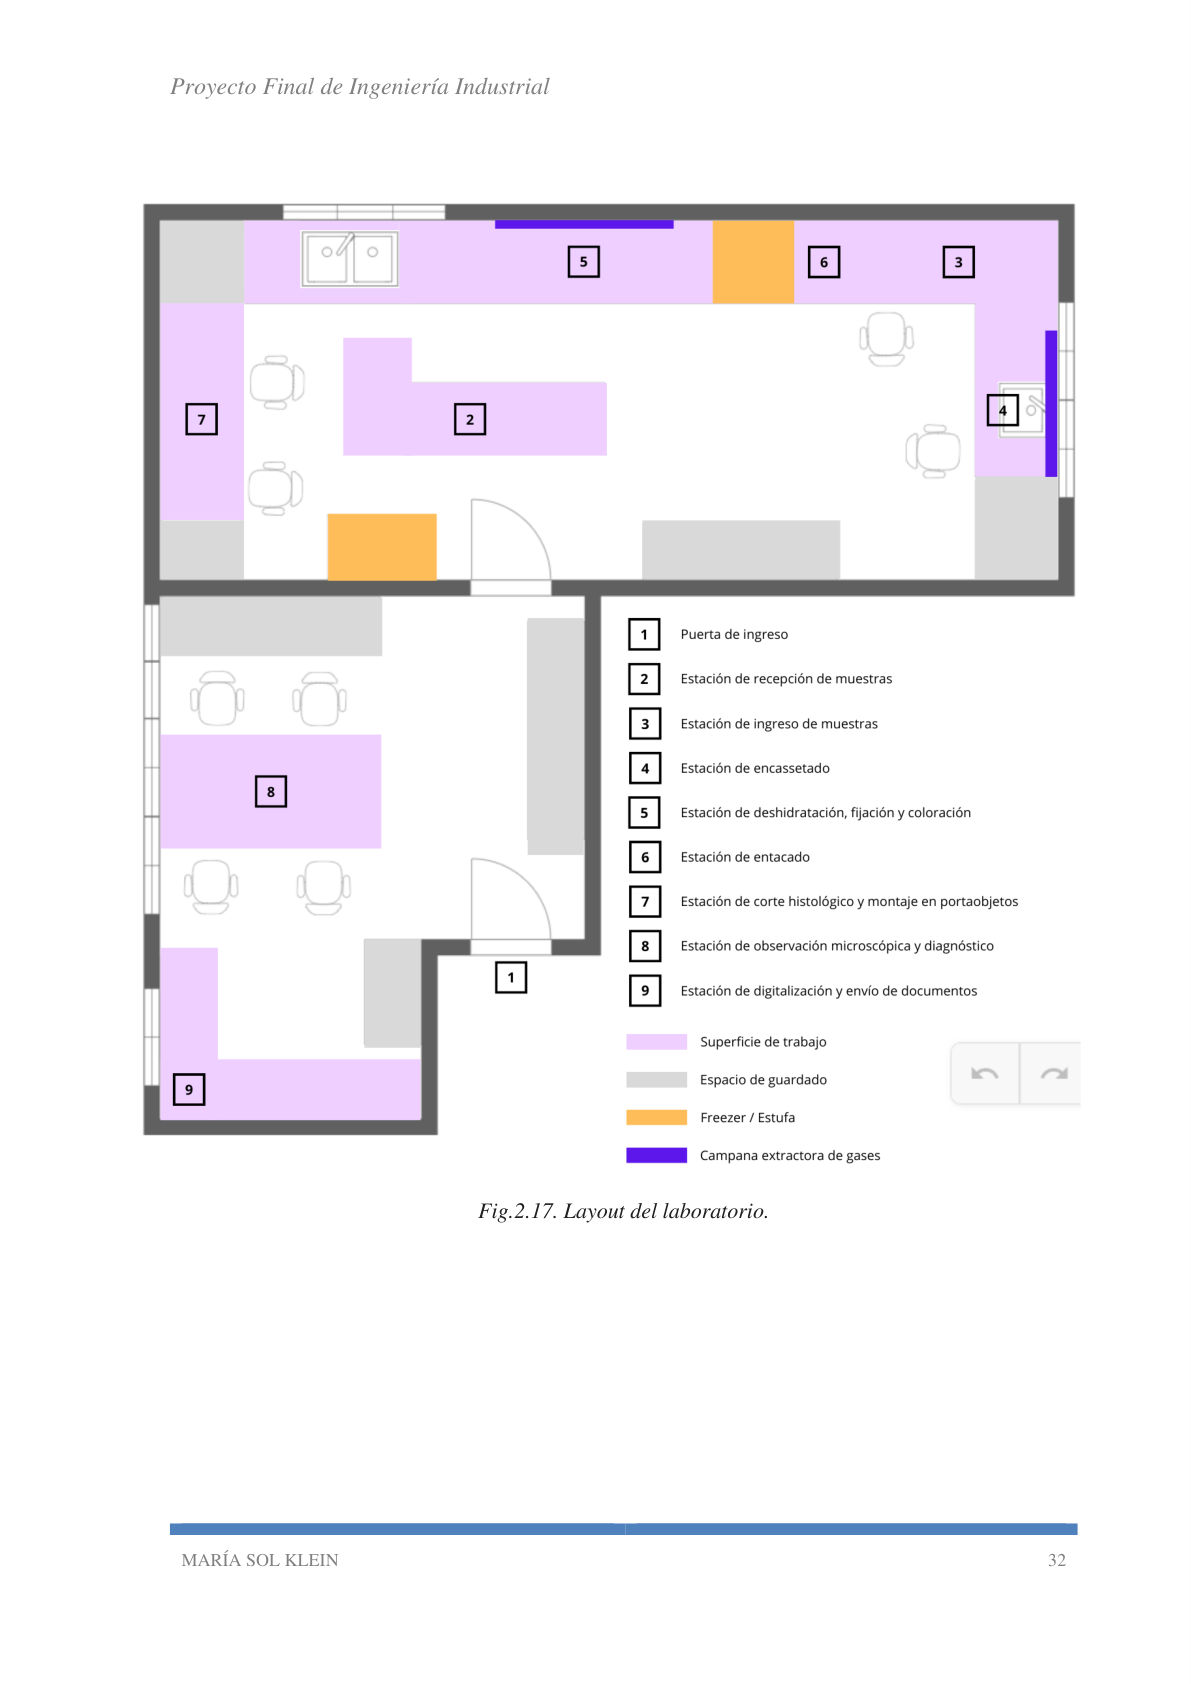 Proyecto Final de Ingeniería Industrial
5
6
3
7
2
4
8
1
9
1 Puerta de ingreso
2 Estación de recepción de muestras
3 Estación de ingreso de muestras
4 Estación de encassetado
5 Estación de deshidratación, fijación y coloración
6 Estación de entacado
7 Estación de corte histológico y montaje en portaobjetos
8 Estación de observación microscópica y diagnóstico
9 Estación de digitalización y envío de documentos
Superficie de trabajo
Espacio de guardado
Freezer / Estufa
Campana extractora de gases
Fig.2.17. Layout del laboratorio.
MARÍA SOL KLEIN 32